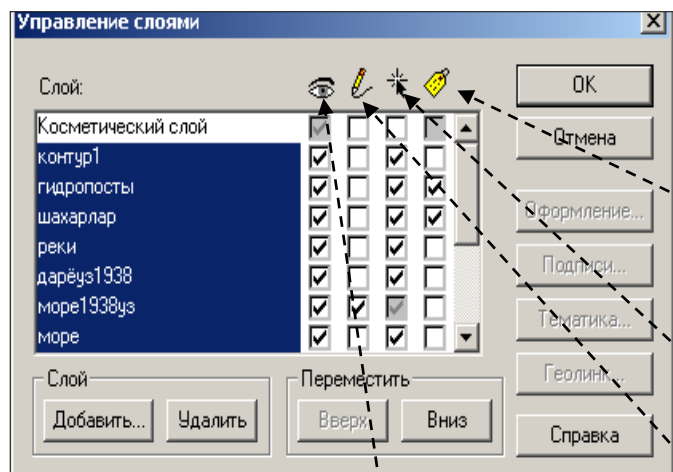 Управление слоями
Слой:
OK
Косметический слой
Отмена
контур1
гидропосты
шахарлар
Оформление...
реки
Подписи...
дарёуз1938
море1938уз
Тематика...
море
Геолинк...
Слой
Переместить
Добавить...
Удалить
Вверх
Вниз
Справка